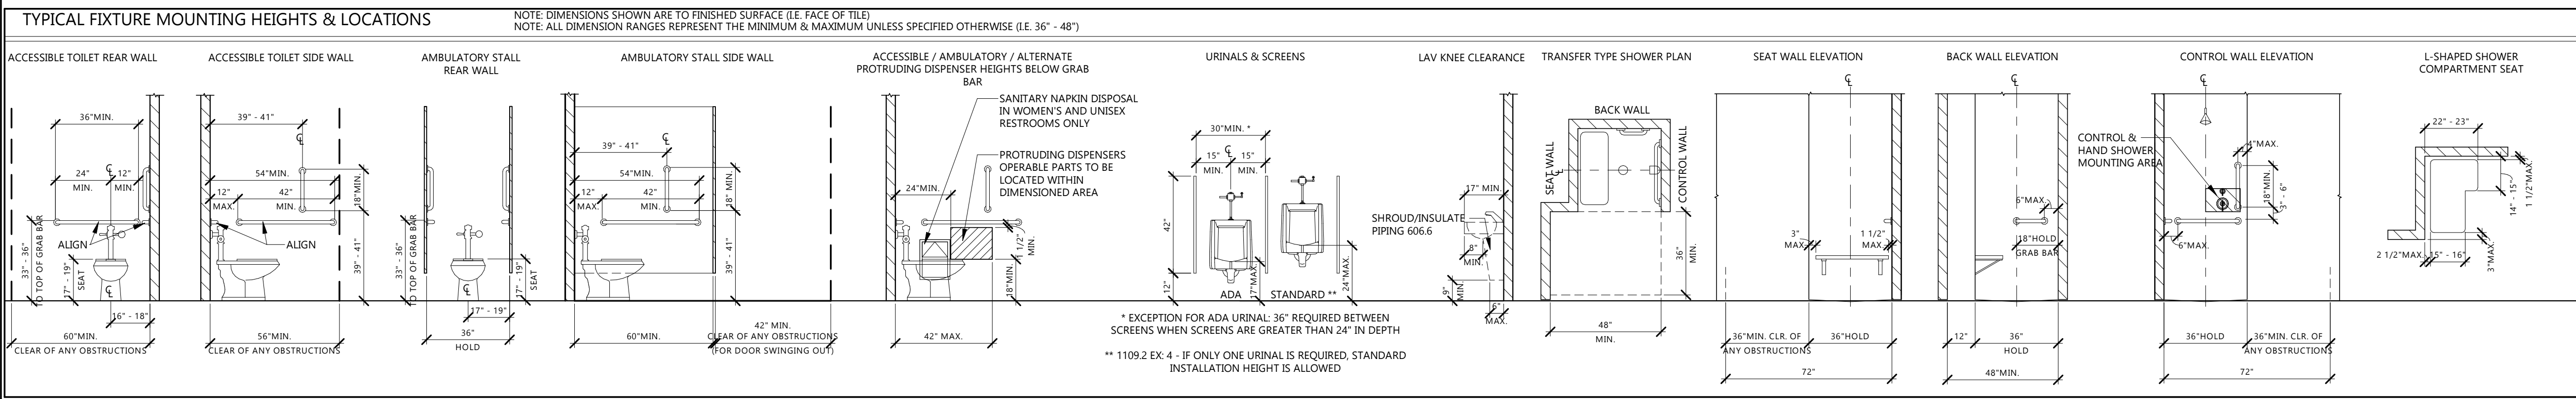 TYPICAL FIXTURE MOUNTING HEIGHTS & LOCATIONS
NOTE: DIMENSIONS SHOWN ARE TO FINISHED SURFACE (I.E. FACE OF TILE)
NOTE: ALL DIMENSION RANGES REPRESENT THE MINIMUM & MAXIMUM UNLESS SPECIFIED OTHERWISE (I.E. 36" - 48")
ACCESSIBLE TOILET REAR WALL
36"MIN.
24"
MIN.
℄
12"
MIN.
33" - 36"
TO TOP OF GRAB BAR
ALIGN
17" - 19"
SEAT
℄
16" - 18"
60"MIN.
CLEAR OF ANY OBSTRUCTIONS
ACCESSIBLE TOILET SIDE WALL
39" - 41"
℄
54"MIN.
12"
MAX.
42"
MIN.
18"MIN.
ALIGN
39" - 41"
56"MIN.
CLEAR OF ANY OBSTRUCTIONS
AMBULATORY STALL
REAR WALL
33" - 36"
TO TOP OF GRAB BAR
17" - 19"
SEAT
℄
17" - 19"
36"
HOLD
AMBULATORY STALL SIDE WALL
℄
39" - 41"
54"MIN.
12"
MAX.
42"
MIN.
18" MIN.
39" - 41"
60"MIN.
42" MIN.
CLEAR OF ANY OBSTRUCTIONS
(FOR DOOR SWINGING OUT)
ACCESSIBLE / AMBULATORY / ALTERNATE
PROTRUDING DISPENSER HEIGHTS BELOW GRAB
BAR
SANITARY NAPKIN DISPOSAL
IN WOMEN'S AND UNISEX
RESTROOMS ONLY
PROTRUDING DISPENSERS
OPERABLE PARTS TO BE
LOCATED WITHIN
DIMENSIONED AREA
24"MIN.
1 1/2"
MIN.
18"MIN.
42" MAX.
URINALS & SCREENS
30"MIN. *
℄
15"
MIN.
15"
MIN.
42"
12"
17"MAX.
24"MAX.
ADA
STANDARD **
* EXCEPTION FOR ADA URINAL: 36" REQUIRED BETWEEN
SCREENS WHEN SCREENS ARE GREATER THAN 24" IN DEPTH
** 1109.2 EX: 4 - IF ONLY ONE URINAL IS REQUIRED, STANDARD
INSTALLATION HEIGHT IS ALLOWED
LAV KNEE CLEARANCE
17" MIN.
SHROUD/INSULATE
PIPING 606.6
8"
MIN.
9"
MIN.
6"
MAX.
TRANSFER TYPE SHOWER PLAN
BACK WALL
SEAT WALL
℄
CONTROL WALL
36"
MIN.
48"
MIN.
SEAT WALL ELEVATION
℄
3"
MAX.
1 1/2"
MAX.
36"MIN. CLR. OF
ANY OBSTRUCTIONS
36"HOLD
72"
BACK WALL ELEVATION
℄
6"MAX.
18"HOLD
GRAB BAR
12"
36"
HOLD
48"MIN.
CONTROL WALL ELEVATION
℄
CONTROL &
HAND SHOWER
MOUNTING AREA
4"MAX.
18"MIN.
3" - 6"
6"MAX.
36"HOLD
36"MIN. CLR. OF
ANY OBSTRUCTIONS
72"
L-SHAPED SHOWER
COMPARTMENT SEAT
22" - 23"
14" - 15"
1 1/2"MAX.
2 1/2"MAX.
15" - 16"
3"MAX.